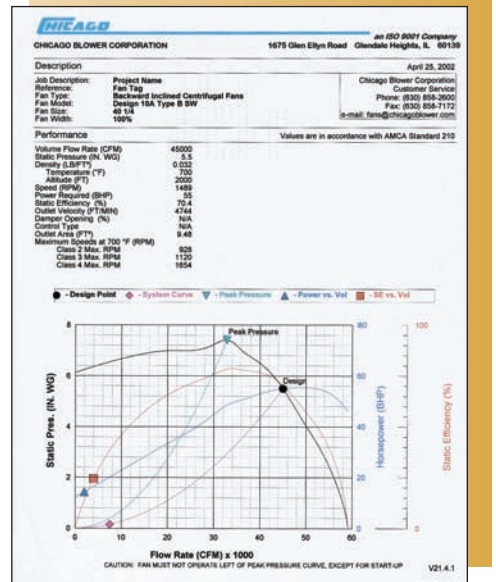 CHICAGO
an ISO 9001 Company
CHICAGO BLOWER CORPORATION 1675 Glen Ellyn Road Glendale Heights, IL 60139
Description April 25, 2002
Job Description: Project Name
Reference: Fan Tag
Fan Type: Backward Inclined Centrifugal Fans
Fan Model: Design 10A Type B SW
Fan Size: 40 1/4
Fan Width: 100%
Chicago Blower Corporation
Customer Service
Phone: (630) 858-2600
Fax: (630) 858-7172
e-mail: fans@chicagoblower.com
Performance Values are in accordance with AMCA Standard 210
Volume Flow Rate (CFM) 45000
Static Pressure (IN. WG) 5.5
Density (LB/FT³) 0.032
Temperature (°F) 700
Altitude (FT) 2000
Speed (RPM) 1489
Power Required (BHP) 55
Static Efficiency (%) 70.4
Outlet Velocity (FT/MIN) 4744
Damper Opening (%) N/A
Control Type N/A
Outlet Area (FT²) 9.48
Maximum Speeds at 700 °F (RPM)
Class 2 Max. RPM 928
Class 3 Max. RPM 1120
Class 4 Max. RPM 1654
- Design Point - System Curve - Peak Pressure - Power vs. Vol - SE vs. Vol
8 80 100
Peak Pressure
6 60
Design
4 40
2 20
0 0 0
Static Pres. (IN. WG)
Horsepower (BHP)
Static Efficiency (%)
0 10 20 30 40 50 60
Flow Rate (CFM) x 1000
CAUTION: FAN MUST NOT OPERATE LEFT OF PEAK PRESSURE CURVE, EXCEPT FOR START-UP
V21.4.1